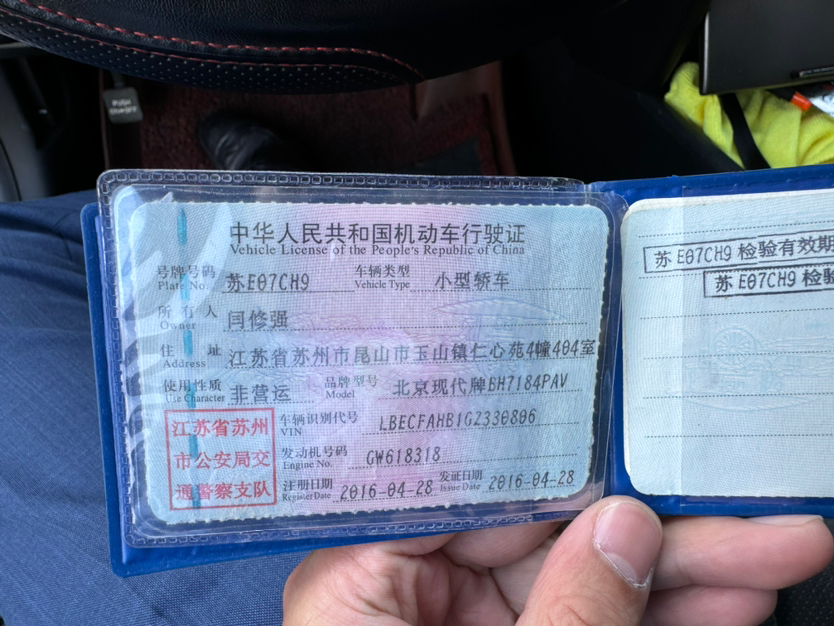 中华人民共和国机动车行驶证
Vehicle License of the People's Republic of China
号牌号码 Plate No. 苏E07CH9 车辆类型 Vehicle Type 小型轿车
所有人 Owner 闫修强
住址 Address 江苏省苏州市昆山市玉山镇仁心苑4幢404室
使用性质 Use Character 非营运 品牌型号 Model 北京现代牌BH7184PAV
车辆识别代号 VIN LBECFAHB1GZ330806
发动机号码 Engine No. GW618318
注册日期 Register Date 2016-04-28 发证日期 Issue Date 2016-04-28
江苏省苏州
市公安局交
通警察支队
苏E07CH9 检验有效期
苏E07CH9 检验